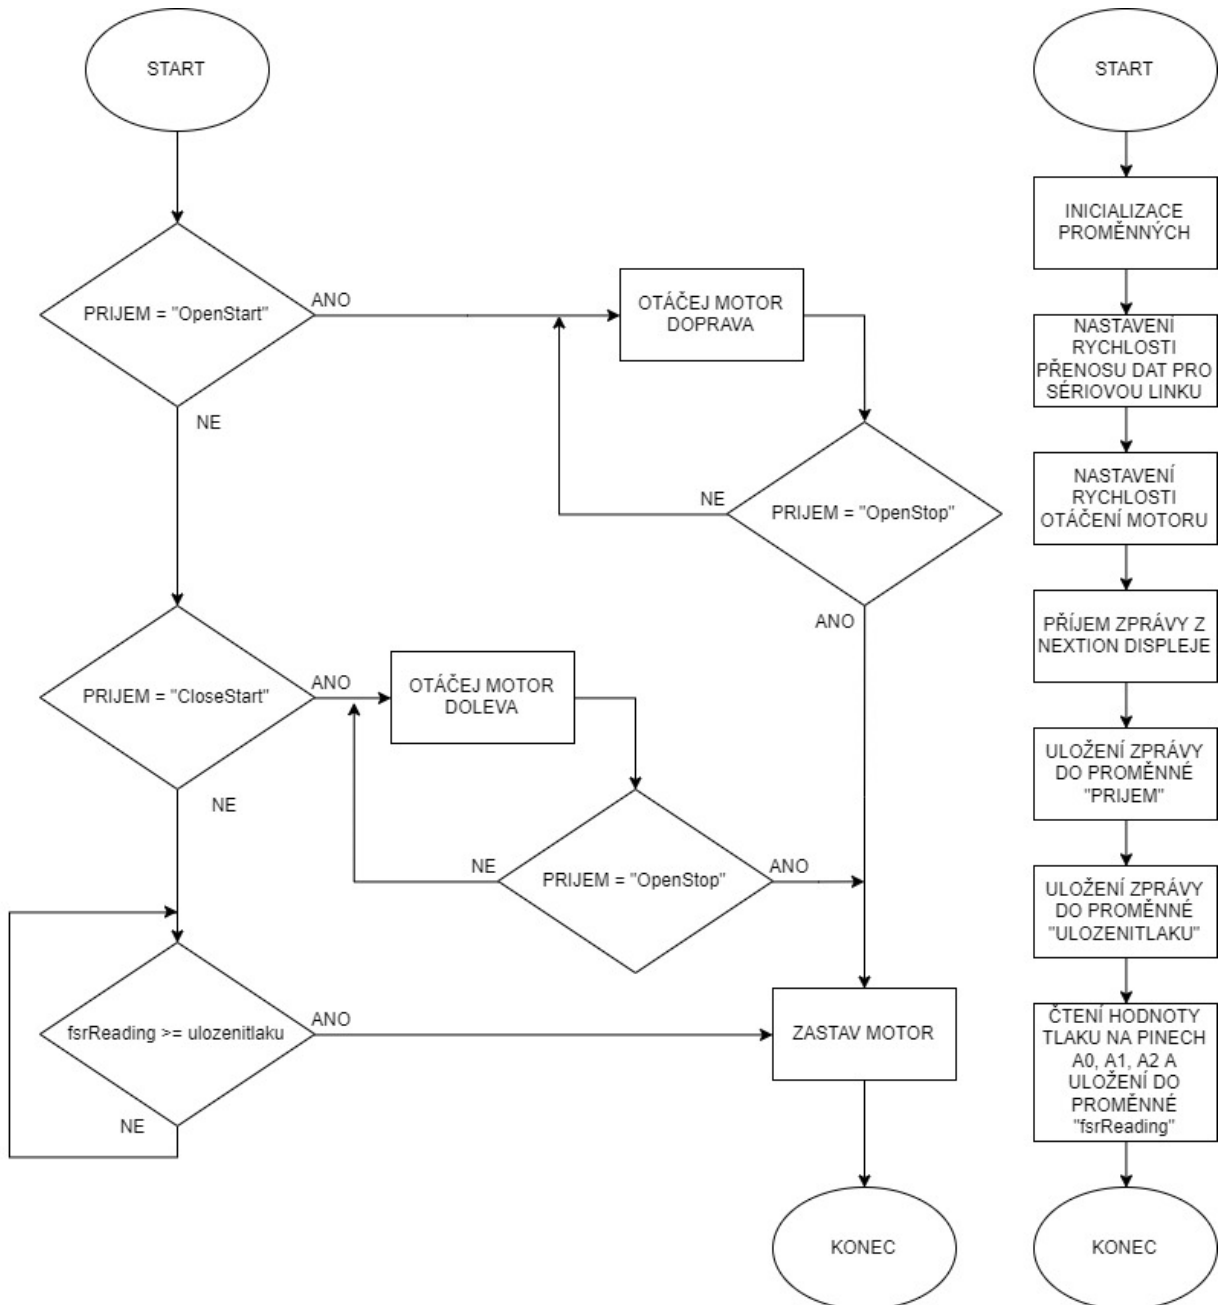 START
PRIJEM = "OpenStart"
ANO
NE
OTÁČEJ MOTOR
DOPRAVA
PRIJEM = "OpenStop"
NE
ANO
PRIJEM = "CloseStart"
ANO
NE
OTÁČEJ MOTOR
DOLEVA
PRIJEM = "OpenStop"
NE
ANO
fsrReading >= ulozenitlaku
ANO
NE
ZASTAV MOTOR
KONEC
START
INICIALIZACE
PROMĚNNÝCH
NASTAVENÍ
RYCHLOSTI
PŘENOSU DAT PRO
SÉRIOVOU LINKU
NASTAVENÍ
RYCHLOSTI
OTÁČENÍ MOTORU
PŘÍJEM ZPRÁVY Z
NEXTION DISPLEJE
ULOŽENÍ ZPRÁVY
DO PROMĚNNÉ
"PRIJEM"
ULOŽENÍ ZPRÁVY
DO PROMĚNNÉ
"ULOZENITLAKU"
ČTENÍ HODNOTY
TLAKU NA PINECH
A0, A1, A2 A
ULOŽENÍ DO
PROMĚNNÉ
"fsrReading"
KONEC